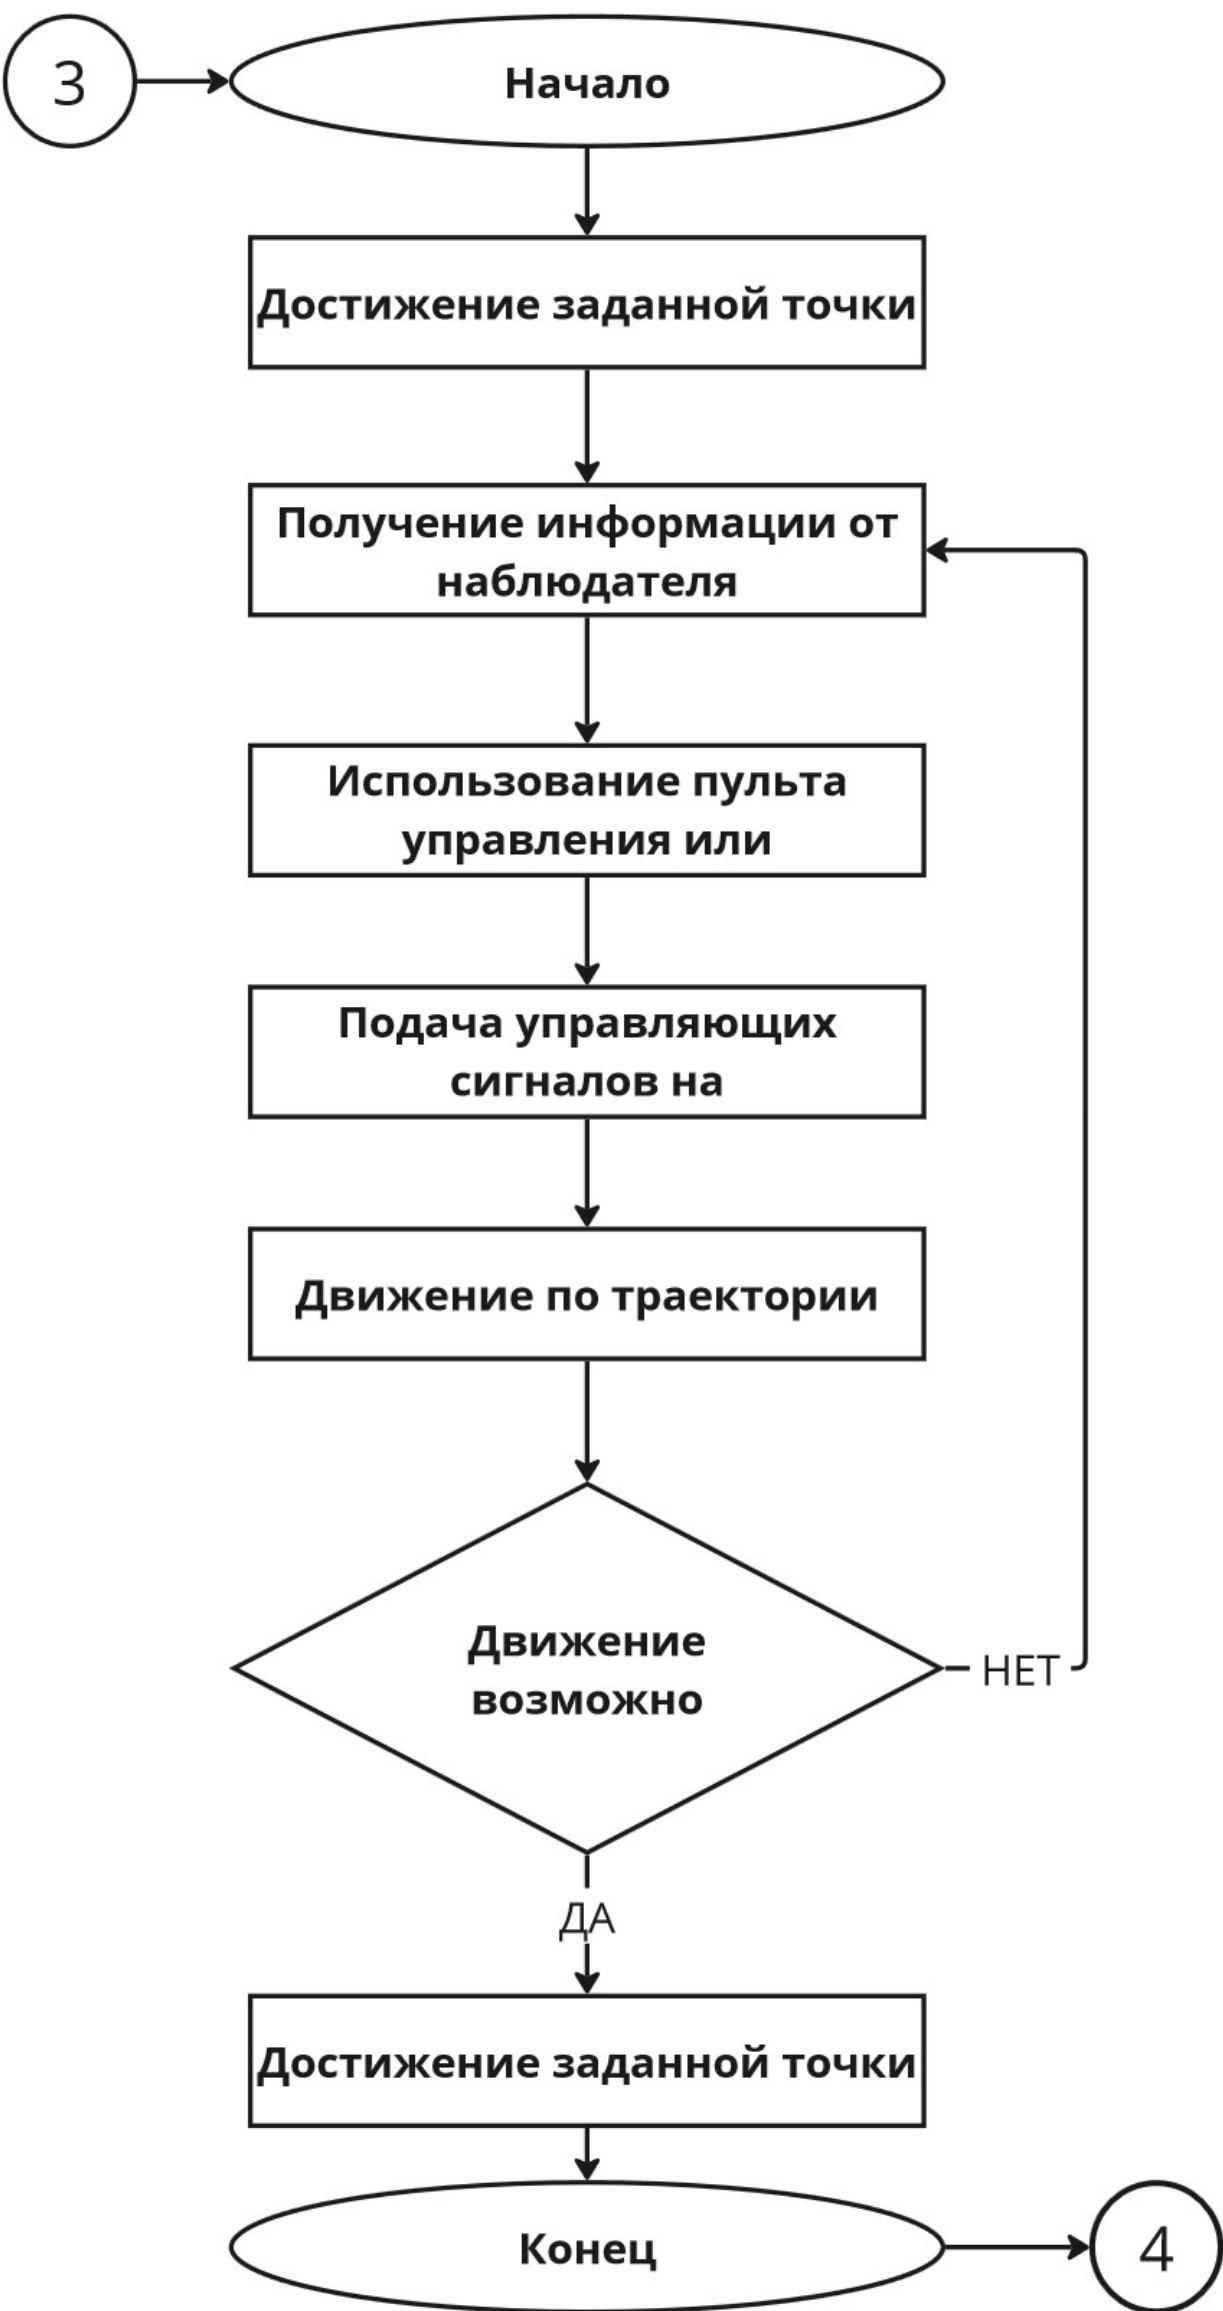 3
Начало
Достижение заданной точки
Получение информации от
наблюдателя
Использование пульта
управления или
Подача управляющих
сигналов на
Движение по траектории
Движение
возможно
НЕТ
ДА
Достижение заданной точки
Конец
4